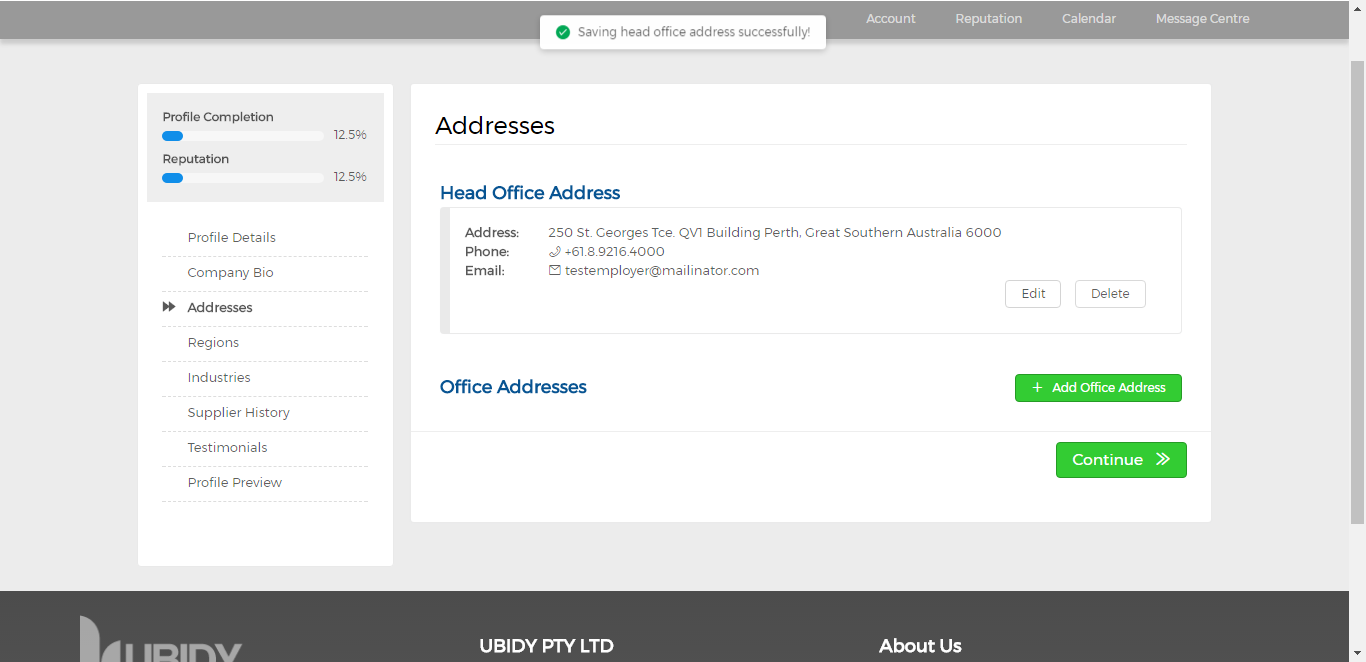 Account Reputation Calendar Message Centre
Saving head office address successfully!
Profile Completion
12.5%
Reputation
12.5%
Profile Details
Company Bio
Addresses
Regions
Industries
Supplier History
Testimonials
Profile Preview
Addresses
Head Office Address
Address: 250 St. Georges Tce. QV1 Building Perth, Great Southern Australia 6000
Phone: +61.8.9216.4000
Email: testemployer@mailinator.com
Edit Delete
Office Addresses
+ Add Office Address
Continue
UBIDY
UBIDY PTY LTD
About Us